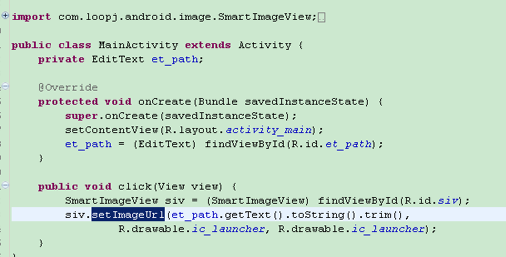 import com.loopj.android.image.SmartImageView;
public class MainActivity extends Activity {
private EditText et_path;
@Override
protected void onCreate(Bundle savedInstanceState) {
super.onCreate(savedInstanceState);
setContentView(R.layout.activity_main);
et_path = (EditText) findViewById(R.id.et_path);
}
public void click(View view) {
SmartImageView siv = (SmartImageView) findViewById(R.id.siv);
siv.setImageUrl(et_path.getText().toString().trim(),
R.drawable.ic_launcher, R.drawable.ic_launcher);
}